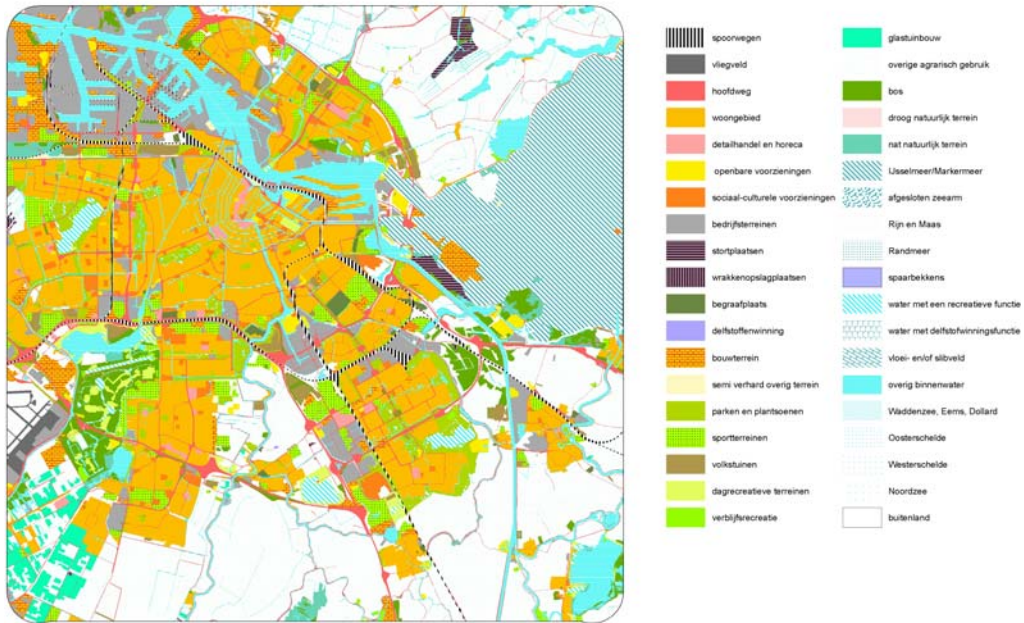 spoorwegen
vliegveld
hoofdweg
woongebied
detailhandel en horeca
openbare voorzieningen
sociaal-culturele voorzieningen
bedrijfsterreinen
stortplaatsen
wrakkenopslagplaatsen
begraafplaats
delfstoffenwinning
bouwterrein
semi verhard overig terrein
parken en plantsoenen
sportterreinen
volkstuinen
dagrecreatieve terreinen
verblijfsrecreatie
glastuinbouw
overige agrarisch gebruik
bos
droog natuurlijk terrein
nat natuurlijk terrein
IJsselmeer/Markermeer
afgesloten zeearm
Rijn en Maas
Randmeer
spaarbekkens
water met een recreatieve functie
water met delfstofwinningsfunctie
vloei- en/of slibveld
overig binnenwater
Waddenzee, Eems, Dollard
Oosterschelde
Westerschelde
Noordzee
buitenland